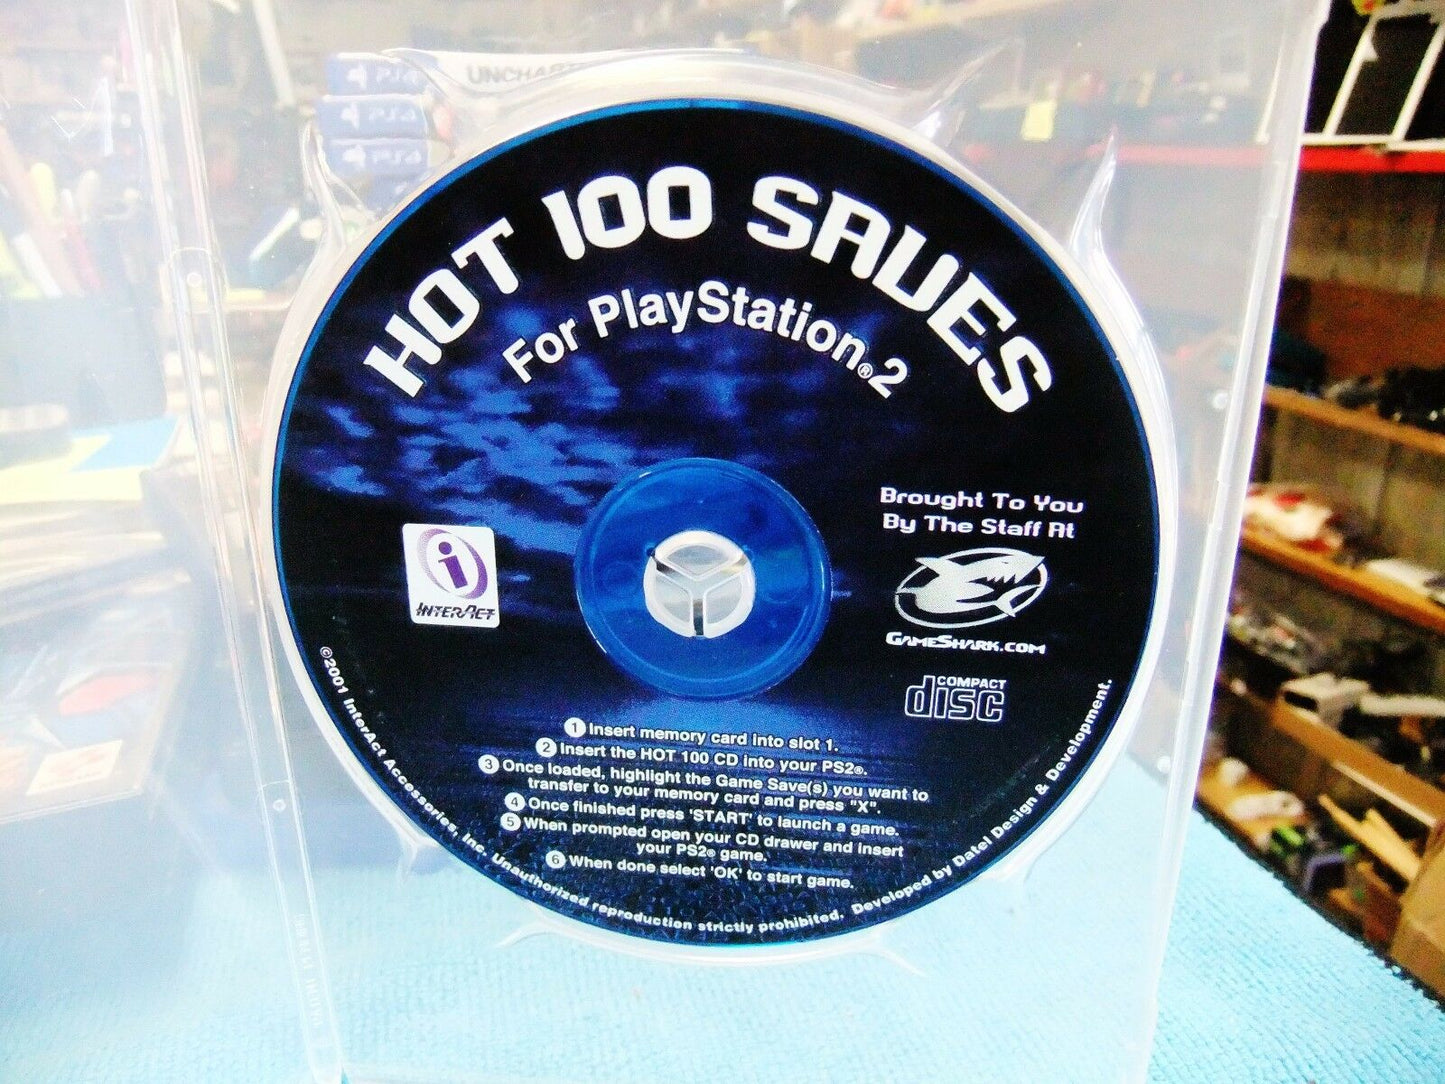 PS4
PS4
PS4
UNCHARTE
HOT 100 SAVES
For PlayStation®2
Brought To You
By The Staff At
GameShark.com
i
InterAct
COMPACT
disc
1 Insert memory card into slot 1.
2 Insert the HOT 100 CD into your PS2®.
3 Once loaded, highlight the Game Save(s) you want to
transfer to your memory card and press "X".
4 Once finished press 'START' to launch a game.
5 When prompted open your CD drawer and insert
your PS2® game.
6 When done select 'OK' to start game.
©2001 InterAct Accessories, Inc. Unauthorized reproduction strictly prohibited. Developed by Datel Design & Development.